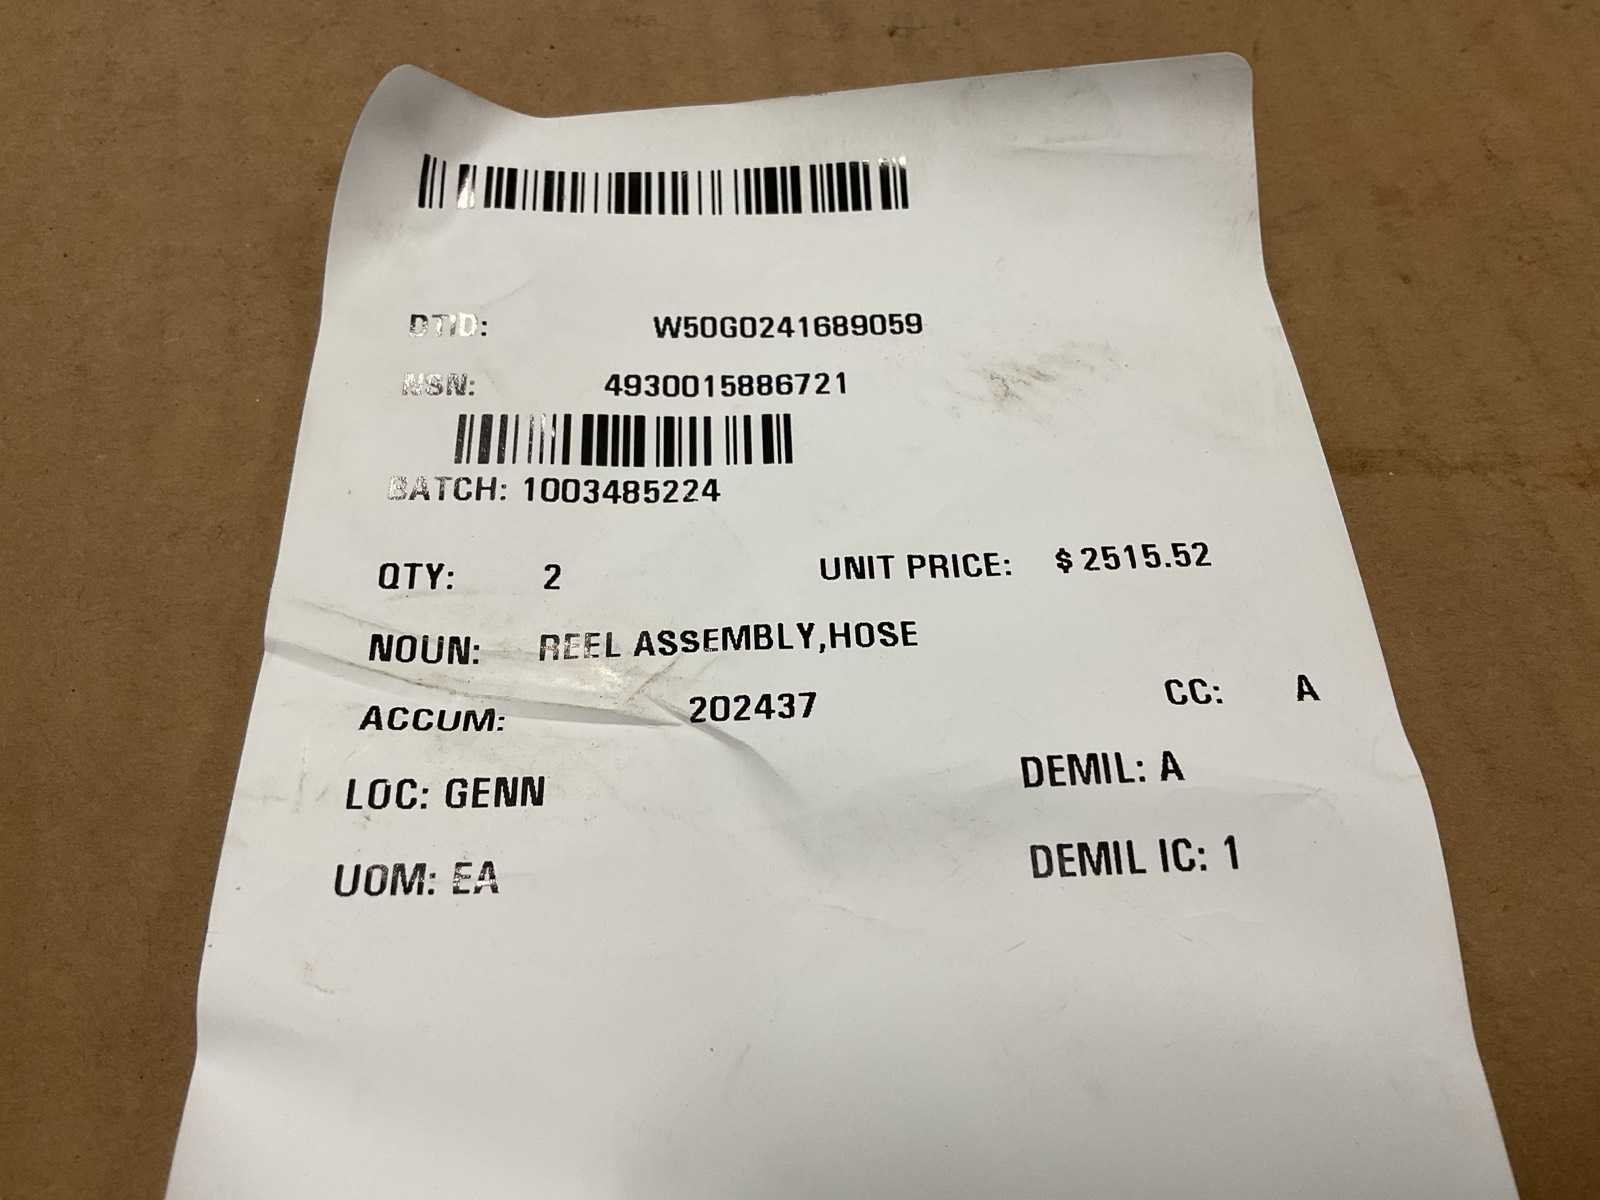 DTID: W50G0241689059
NSN: 4930015886721
BATCH: 1003485224
QTY: 2 UNIT PRICE: $ 2515.52
NOUN: REEL ASSEMBLY,HOSE
ACCUM: 202437 CC: A
LOC: GENN DEMIL: A
UOM: EA DEMIL IC: 1